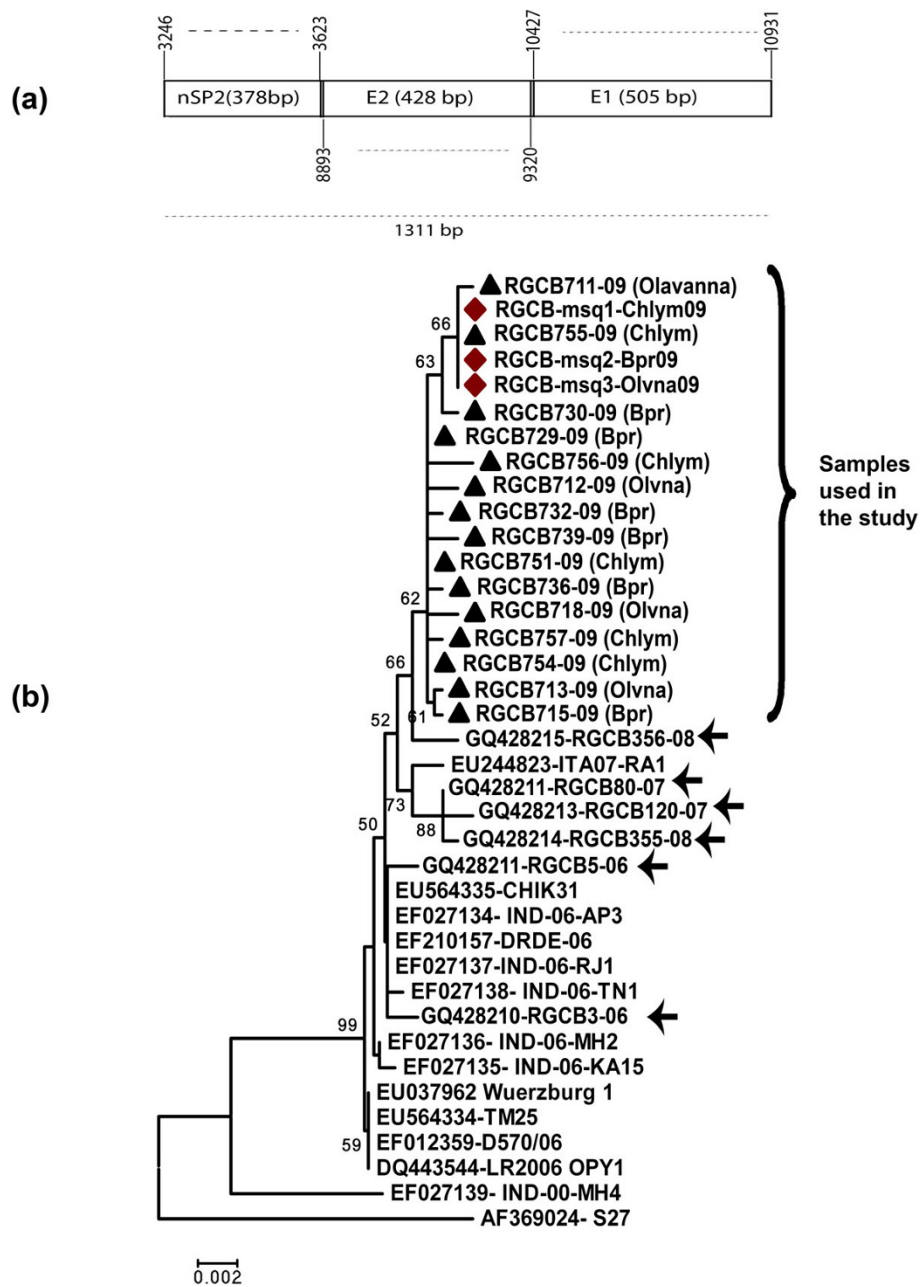 3246
3623
10427
10931
(a)
nSP2(378bp)
E2 (428 bp)
E1 (505 bp)
8893
9320
1311 bp
RGCB711-09 (Olavanna)
66
RGCB-msq1-Chlym09
RGCB755-09 (Chlym)
63
RGCB-msq2-Bpr09
RGCB-msq3-Olvna09
RGCB730-09 (Bpr)
RGCB729-09 (Bpr)
RGCB756-09 (Chlym)
RGCB712-09 (Olvna)
RGCB732-09 (Bpr)
RGCB739-09 (Bpr)
RGCB751-09 (Chlym)
RGCB736-09 (Bpr)
62
RGCB718-09 (Olvna)
RGCB757-09 (Chlym)
66
RGCB754-09 (Chlym)
RGCB713-09 (Olvna)
61
RGCB715-09 (Bpr)
Samples
used in
the study
(b)
52
GQ428215-RGCB356-08
EU244823-ITA07-RA1
GQ428211-RGCB80-07
73
GQ428213-RGCB120-07
88
50
GQ428214-RGCB355-08
GQ428211-RGCB5-06
EU564335-CHIK31
EF027134- IND-06-AP3
EF210157-DRDE-06
EF027137-IND-06-RJ1
EF027138- IND-06-TN1
GQ428210-RGCB3-06
99
EF027136- IND-06-MH2
EF027135- IND-06-KA15
EU037962 Wuerzburg 1
EU564334-TM25
59
EF012359-D570/06
DQ443544-LR2006 OPY1
EF027139- IND-00-MH4
AF369024- S27
0.002